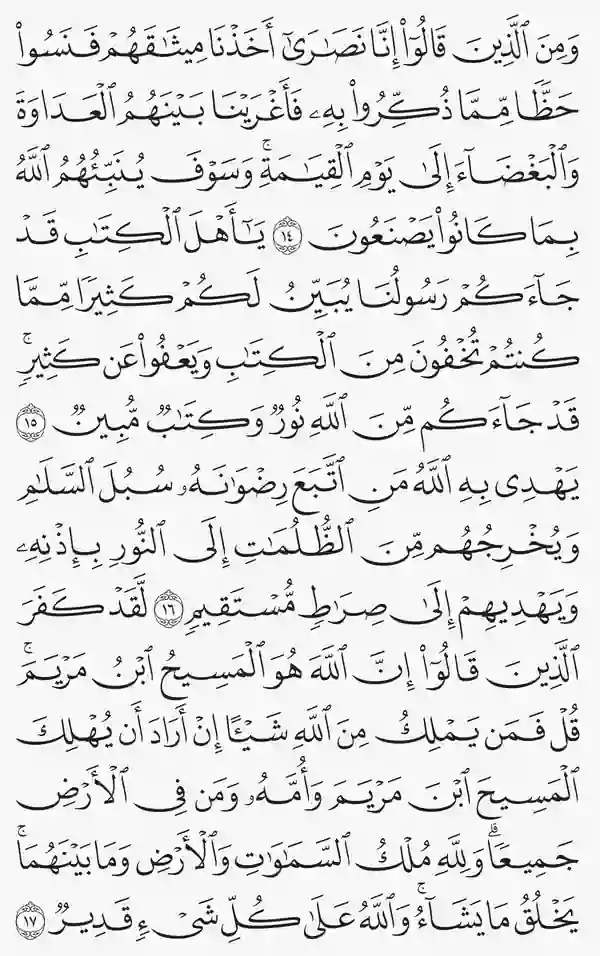 وَمِنَ ٱلَّذِينَ قَالُوٓا۟ إِنَّا نَصَٰرَىٰٓ أَخَذْنَا مِيثَٰقَهُمْ فَنَسُوا۟
حَظًّا مِّمَّا ذُكِّرُوا۟ بِهِۦ فَأَغْرَيْنَا بَيْنَهُمُ ٱلْعَدَاوَةَ
وَٱلْبَغْضَآءَ إِلَىٰ يَوْمِ ٱلْقِيَٰمَةِ ۚ وَسَوْفَ يُنَبِّئُهُمُ ٱللَّهُ
بِمَا كَانُوا۟ يَصْنَعُونَ ١٤ يَٰٓأَهْلَ ٱلْكِتَٰبِ قَدْ
جَآءَكُمْ رَسُولُنَا يُبَيِّنُ لَكُمْ كَثِيرًا مِّمَّا
كُنتُمْ تُخْفُونَ مِنَ ٱلْكِتَٰبِ وَيَعْفُوا۟ عَن كَثِيرٍ ۚ
قَدْ جَآءَكُم مِّنَ ٱللَّهِ نُورٌ وَكِتَٰبٌ مُّبِينٌ ١٥
يَهْدِى بِهِ ٱللَّهُ مَنِ ٱتَّبَعَ رِضْوَٰنَهُۥ سُبُلَ ٱلسَّلَٰمِ
وَيُخْرِجُهُم مِّنَ ٱلظُّلُمَٰتِ إِلَى ٱلنُّورِ بِإِذْنِهِۦ
وَيَهْدِيهِمْ إِلَىٰ صِرَٰطٍ مُّسْتَقِيمٍ ١٦ لَّقَدْ كَفَرَ
ٱلَّذِينَ قَالُوٓا۟ إِنَّ ٱللَّهَ هُوَ ٱلْمَسِيحُ ٱبْنُ مَرْيَمَ ۚ
قُلْ فَمَن يَمْلِكُ مِنَ ٱللَّهِ شَيْـًٔا إِنْ أَرَادَ أَن يُهْلِكَ
ٱلْمَسِيحَ ٱبْنَ مَرْيَمَ وَأُمَّهُۥ وَمَن فِى ٱلْأَرْضِ
جَمِيعًا ۗ وَلِلَّهِ مُلْكُ ٱلسَّمَٰوَٰتِ وَٱلْأَرْضِ وَمَا بَيْنَهُمَا ۚ
يَخْلُقُ مَا يَشَآءُ ۚ وَٱللَّهُ عَلَىٰ كُلِّ شَىْءٍ قَدِيرٌ ١٧